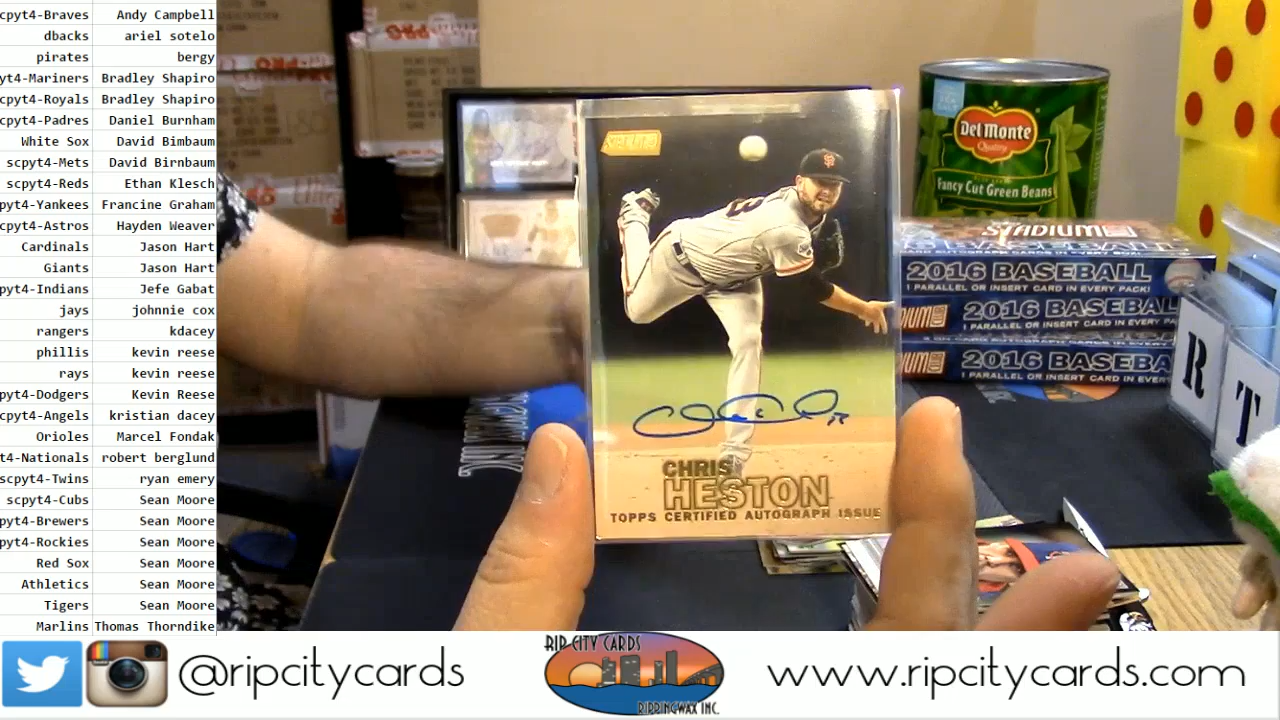 scpyt4-Braves Andy Campbell
dbacks ariel sotelo
pirates bergy
yt4-Mariners Bradley Shapiro
cpyt4-Royals Bradley Shapiro
cpyt4-Padres Daniel Burnham
White Sox David Bimbaum
scpyt4-Mets David Birnbaum
scpyt4-Reds Ethan Klesch
pyt4-Yankees Francine Graham
cpyt4-Astros Hayden Weaver
Cardinals Jason Hart
Giants Jason Hart
pyt4-Indians Jefe Gabat
jays johnnie cox
rangers kdacey
phillis kevin reese
rays kevin reese
pyt4-Dodgers Kevin Reese
cpyt4-Angels kristian dacey
Orioles Marcel Fondak
t4-Nationals robert berglund
scpyt4-Twins ryan emery
scpyt4-Cubs Sean Moore
pyt4-Brewers Sean Moore
pyt4-Rockies Sean Moore
Red Sox Sean Moore
Athletics Sean Moore
Tigers Sean Moore
Marlins Thomas Thorndike
CHRIS
HESTON
TOPPS CERTIFIED AUTOGRAPH ISSUE
Del Monte
Quality
Fancy Cut Green Beans
STADIUM
BASEBALL
2016 BASEBALL
1 PARALLEL OR INSERT CARD IN EVERY PACK!
2016 BASEBA
1 PARALLEL OR INSERT CARD IN EVERY PA
2016 BASEBA
R
T
@ripcitycards
RIP CITY CARDS
RIPPINGWAX INC.
www.ripcitycards.com